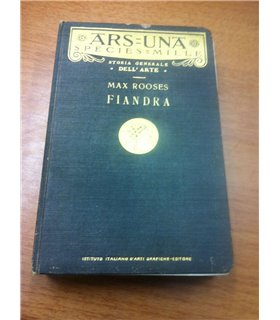 ARS=UNA
SPECIES=MILLE
STORIA GENERALE
• DELL'ARTE •
MAX ROOSES
FIANDRA
ISTITUTO ITALIANO D'ARTI GRAFICHE-EDITORE